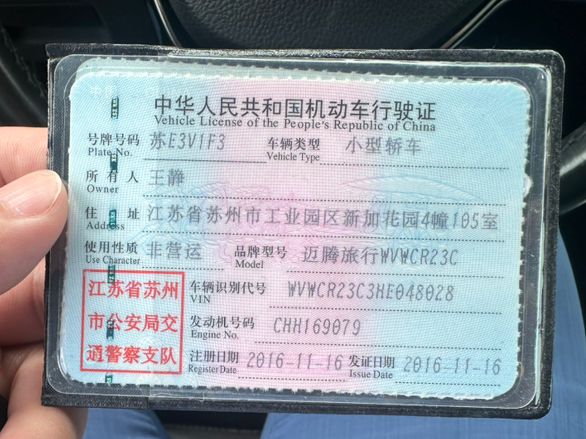 中华人民共和国机动车行驶证
Vehicle License of the People's Republic of China
号牌号码 苏E3V1F3 车辆类型 小型轿车
Plate No. Vehicle Type
所有人 王静
Owner
住址 江苏省苏州市工业园区新加花园4幢105室
Address
使用性质 非营运 品牌型号 迈腾旅行WVWCR23C
Use Character Model
江苏省苏州
市公安局交
通警察支队
车辆识别代号 WVWCR23C3HE048028
VIN
发动机号码 CHH169079
Engine No.
注册日期 2016-11-16 发证日期 2016-11-16
Register Date Issue Date